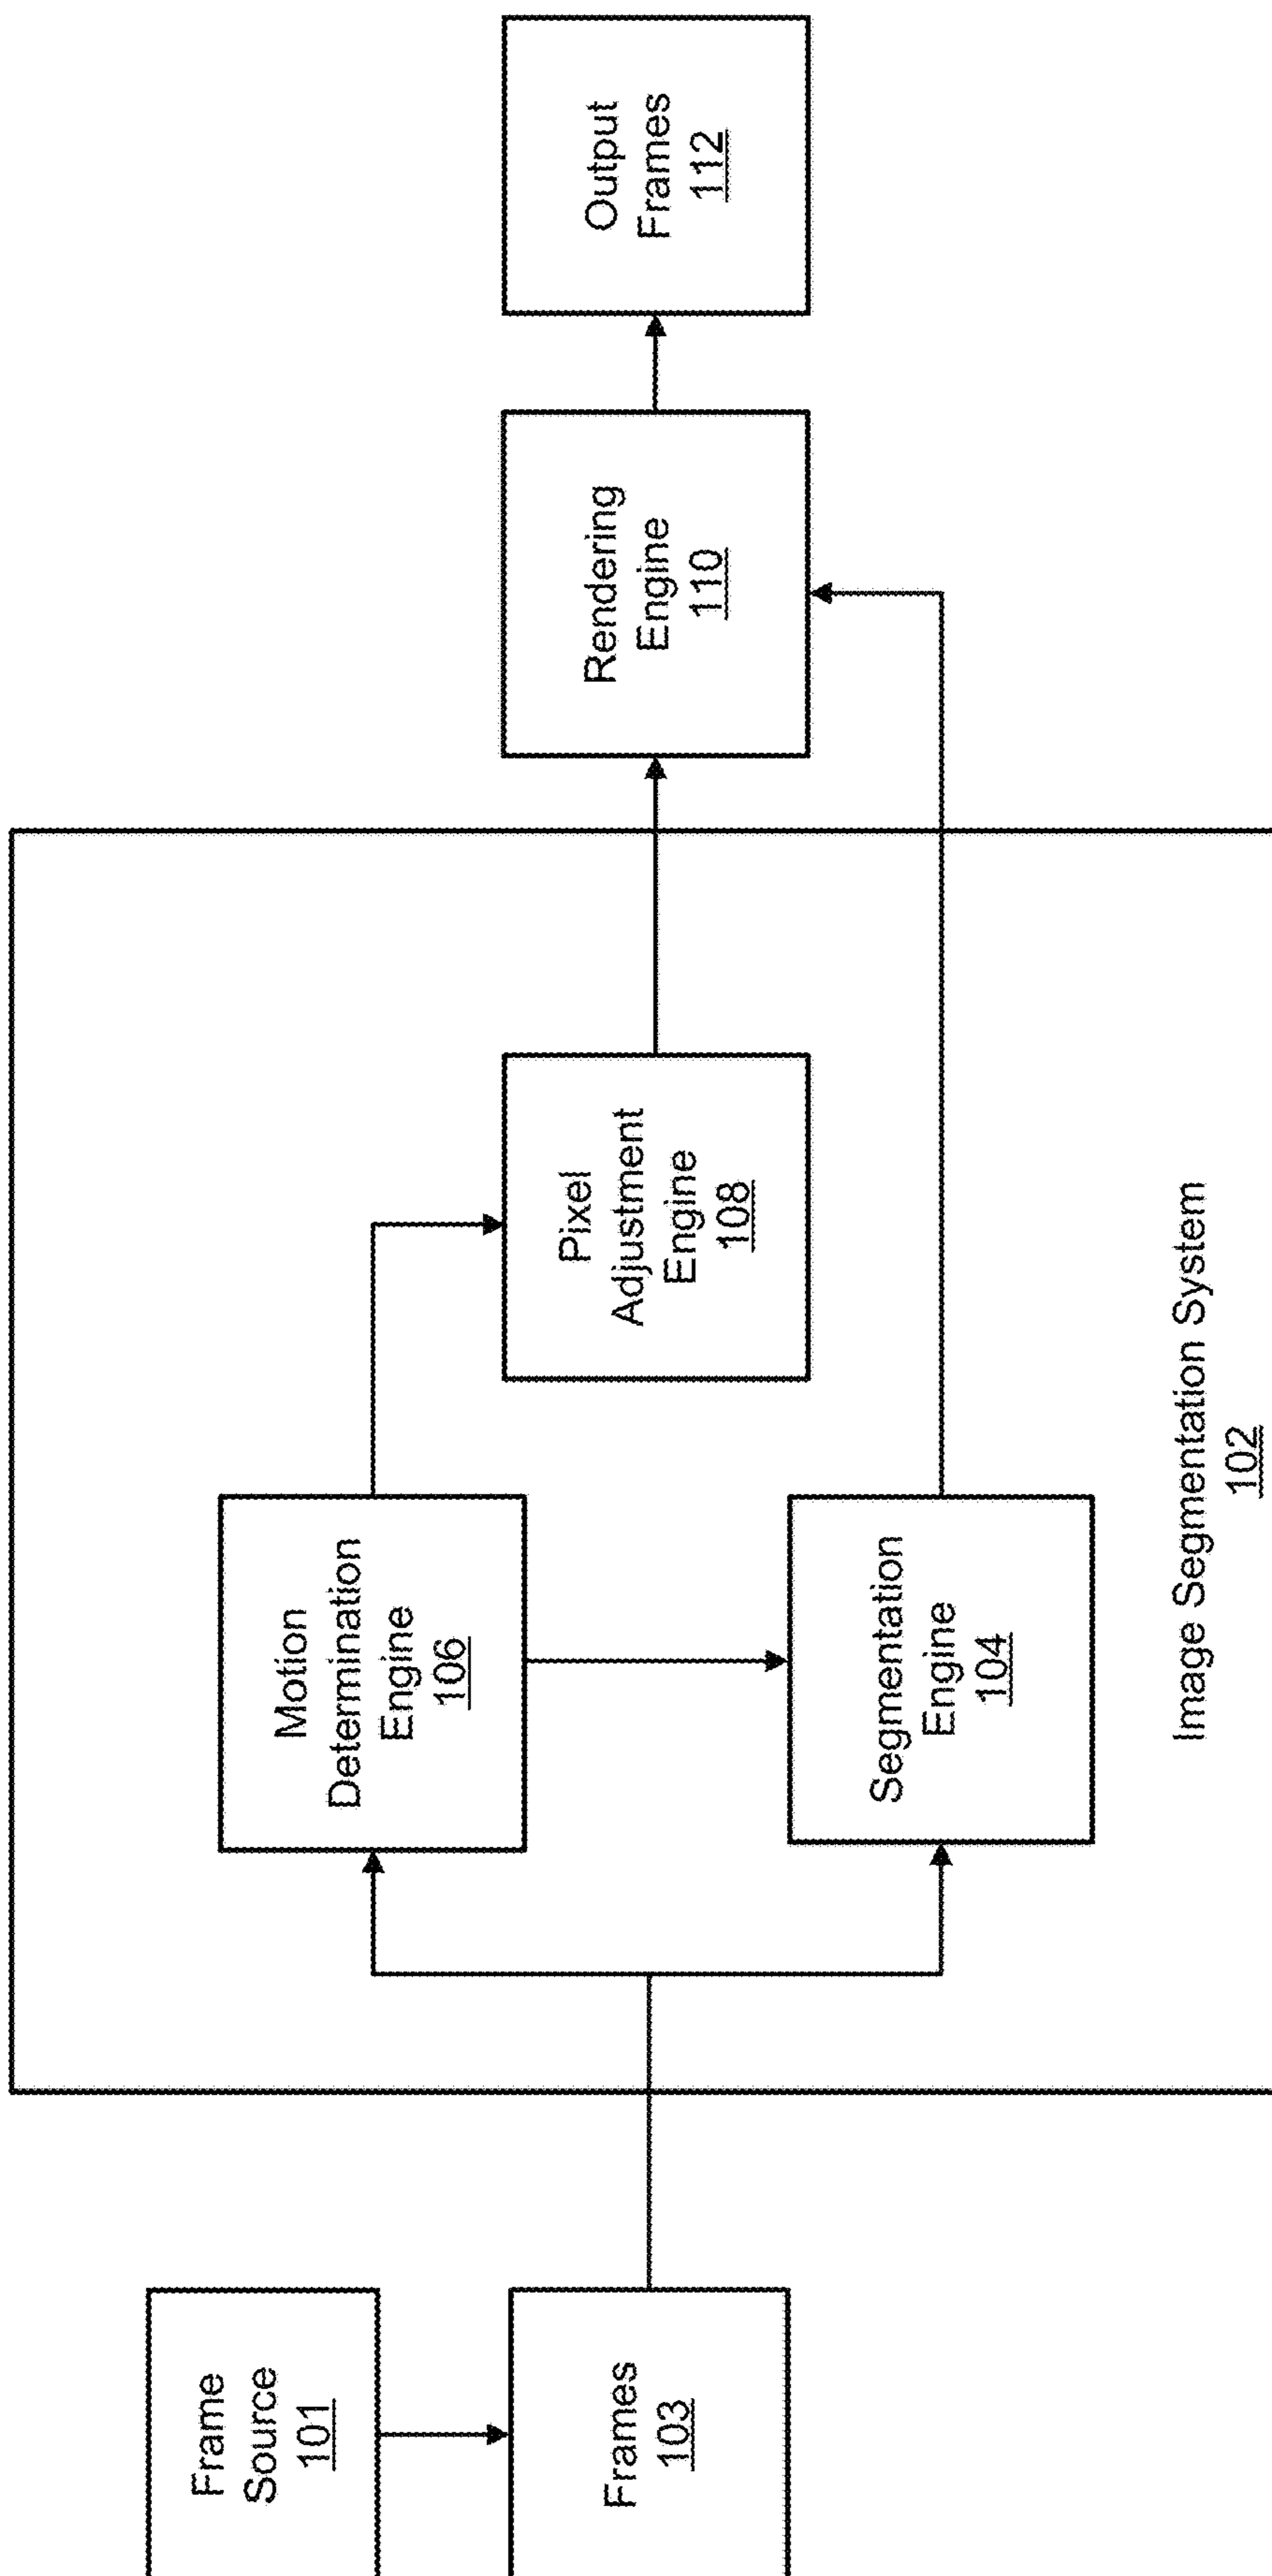 Frame
Source
101
Frames
103
Motion
Determination
Engine
106
Segmentation
Engine
104
Pixel
Adjustment
Engine
108
Image Segmentation System
102
Rendering
Engine
110
Output
Frames
112